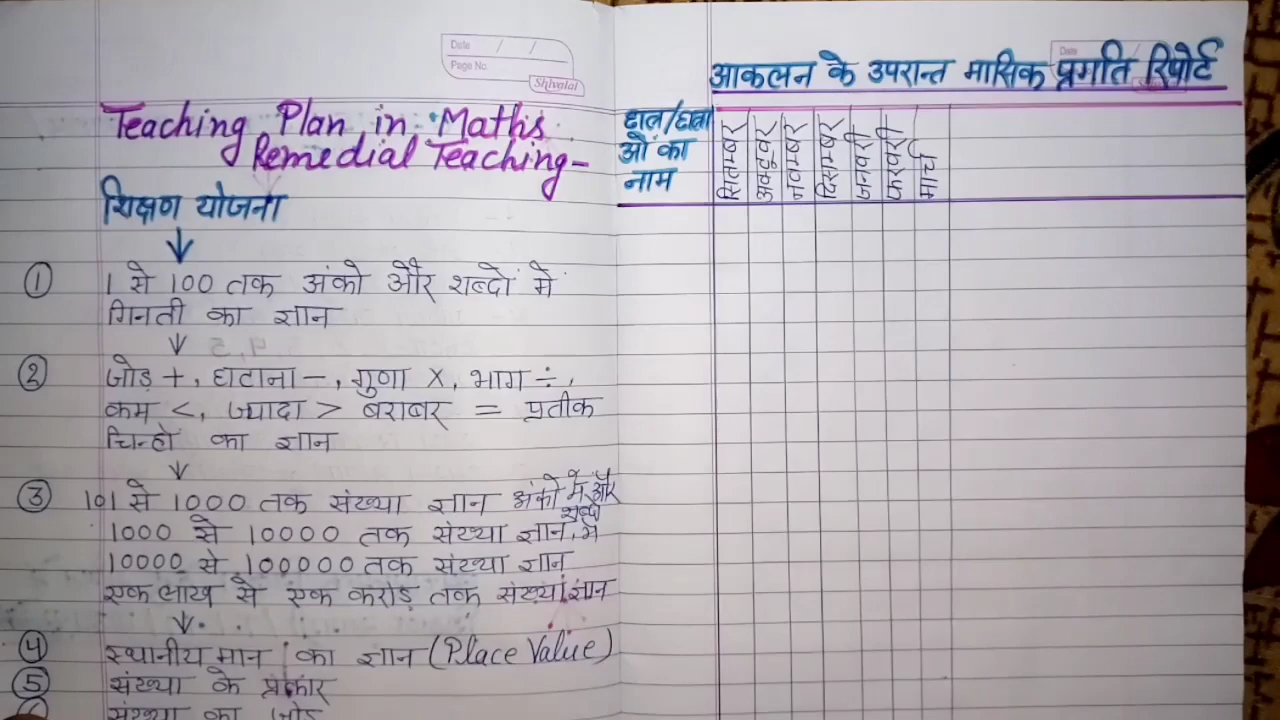 Date / /
Page No.
Shivalal
Teaching Plan in Maths
Remedial Teaching-
शिक्षण योजना
① 1 से 100 तक अंको और शब्दों में
गिनती का ज्ञान
② जोड़ +, घटाना -, गुणा ×, भाग ÷,
कम <, ज्यादा > बराबर = प्रतीक
चिन्हो का ज्ञान
③ 101 से 1000 तक संख्या ज्ञान अंको में और
शब्दो में
1000 से 10000 तक संख्या ज्ञान,
10000 से 100000 तक संख्या ज्ञान
एक लाख से एक करोड़ तक संख्या ज्ञान
④ स्थानीय मान का ज्ञान (Place Value)
⑤ संख्या के प्रकार
संख्या का जोड़
Date
आकलन के उपरान्त मासिक प्रगति रिपोर्ट
छात्र/छात्रा
ओं का
नाम
सितम्बर
अक्टूबर
नवम्बर
दिसम्बर
जनवरी
फरवरी
मार्च